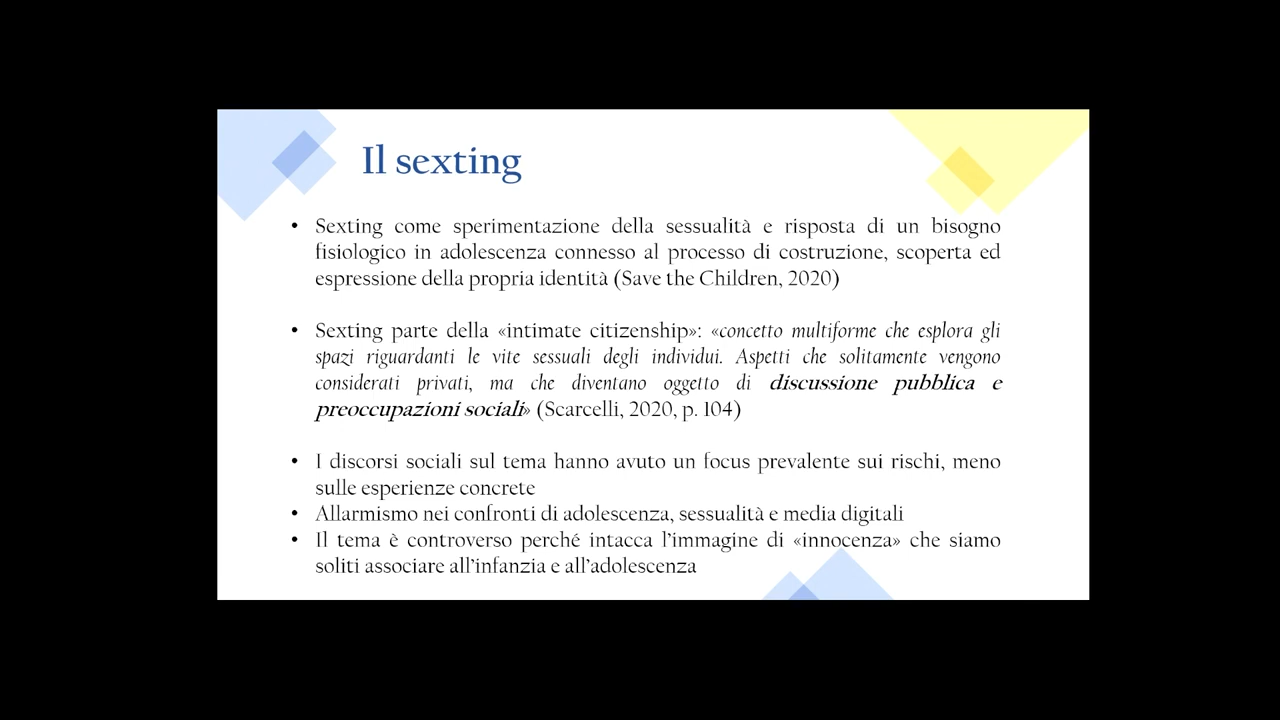 Il sexting
• Sexting come sperimentazione della sessualità e risposta di un bisogno
fisiologico in adolescenza connesso al processo di costruzione, scoperta ed
espressione della propria identità (Save the Children, 2020)
• Sexting parte della «intimate citizenship»: «concetto multiforme che esplora gli
spazi riguardanti le vite sessuali degli individui. Aspetti che solitamente vengono
considerati privati, ma che diventano oggetto di discussione pubblica e
preoccupazioni sociali» (Scarcelli, 2020, p. 104)
• I discorsi sociali sul tema hanno avuto un focus prevalente sui rischi, meno
sulle esperienze concrete
• Allarmismo nei confronti di adolescenza, sessualità e media digitali
• Il tema è controverso perché intacca l’immagine di «innocenza» che siamo
soliti associare all’infanzia e all’adolescenza